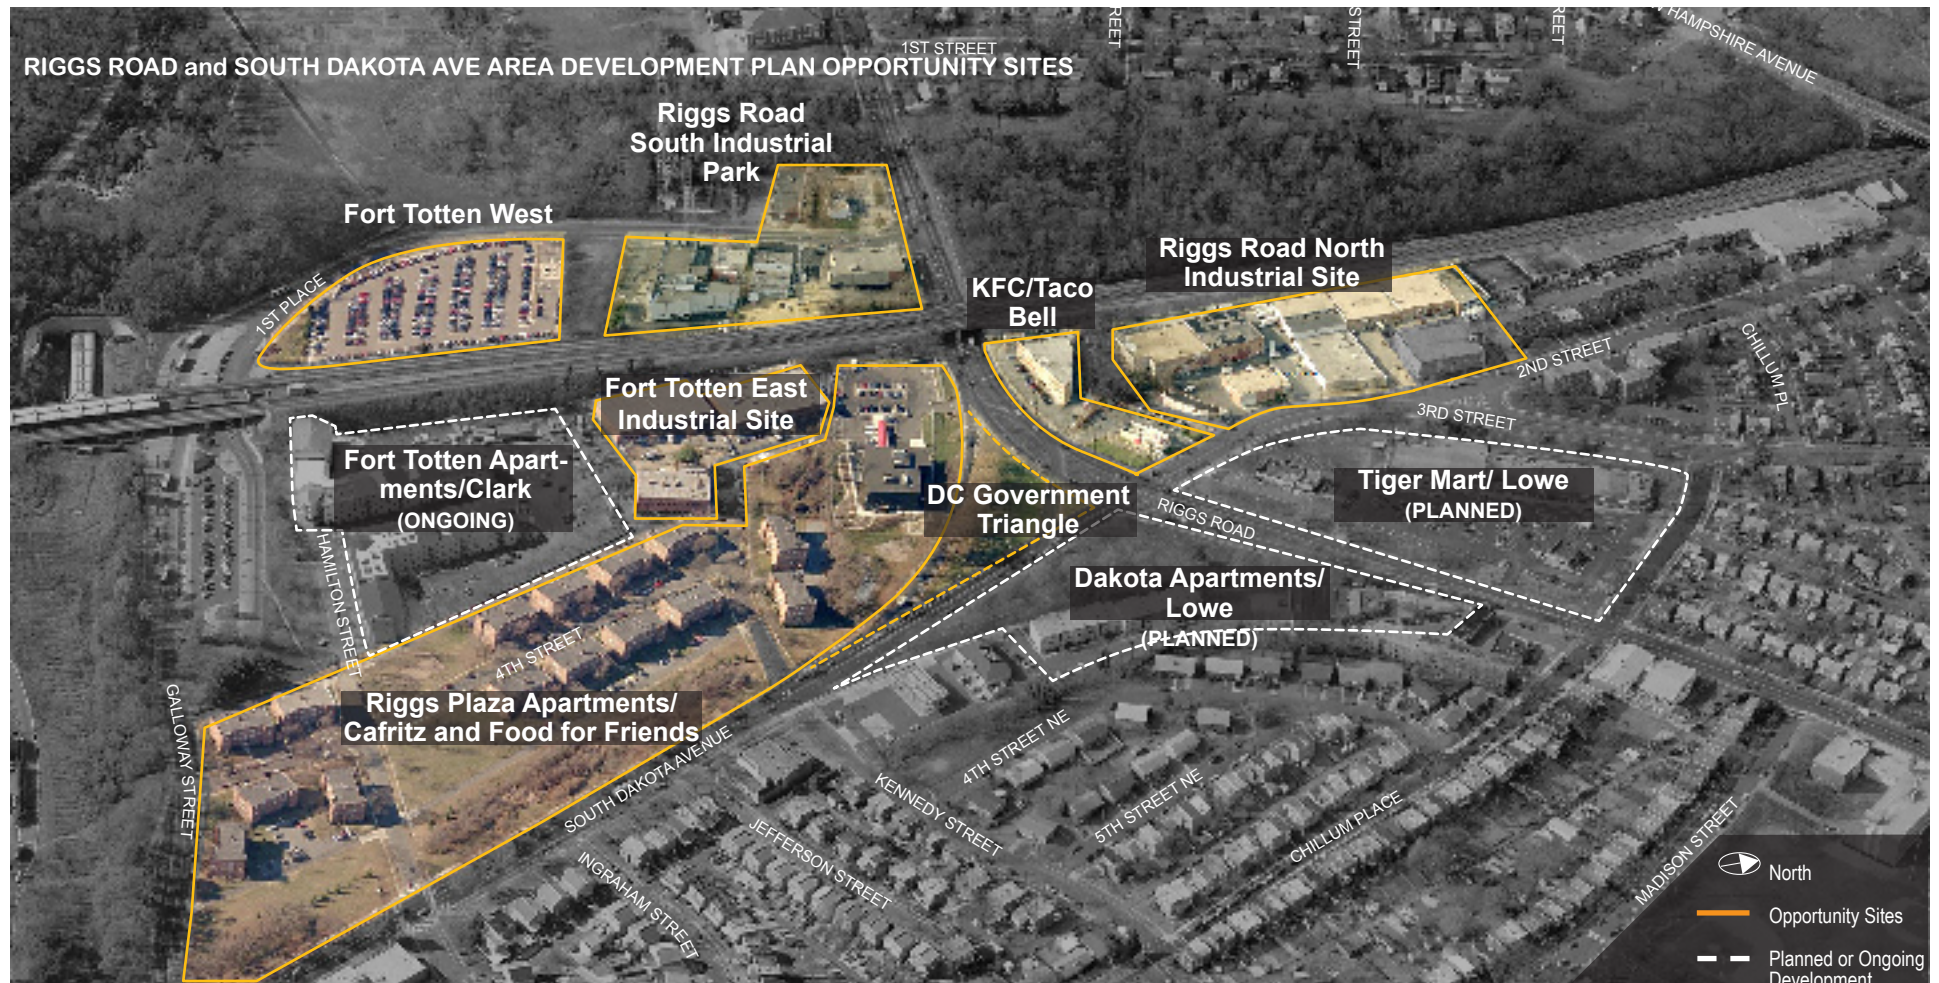 1ST STREET
STREET
STREET
HAMPSHIRE AVENUE
RIGGS ROAD and SOUTH DAKOTA AVE AREA DEVELOPMENT PLAN OPPORTUNITY SITES
Riggs Road
South Industrial
Park
Fort Totten West
1ST PLACE
Riggs Road North
Industrial Site
KFC/Taco
Bell
2ND STREET
CHILLUM PL
3RD STREET
Fort Totten East
Industrial Site
Fort Totten Apart-
ments/Clark
(ONGOING)
HAMILTON STREET
DC Government
Triangle
RIGGS ROAD
Tiger Mart/ Lowe
(PLANNED)
Dakota Apartments/
Lowe
(PLANNED)
4TH STREET
GALLOWAY STREET
Riggs Plaza Apartments/
Cafritz and Food for Friends
SOUTH DAKOTA AVENUE
4TH STREET NE
KENNEDY STREET
5TH STREET NE
JEFFERSON STREET
CHILLUM PLACE
INGRAHAM STREET
MADISON STREET
North
Opportunity Sites
Planned or Ongoing
Development